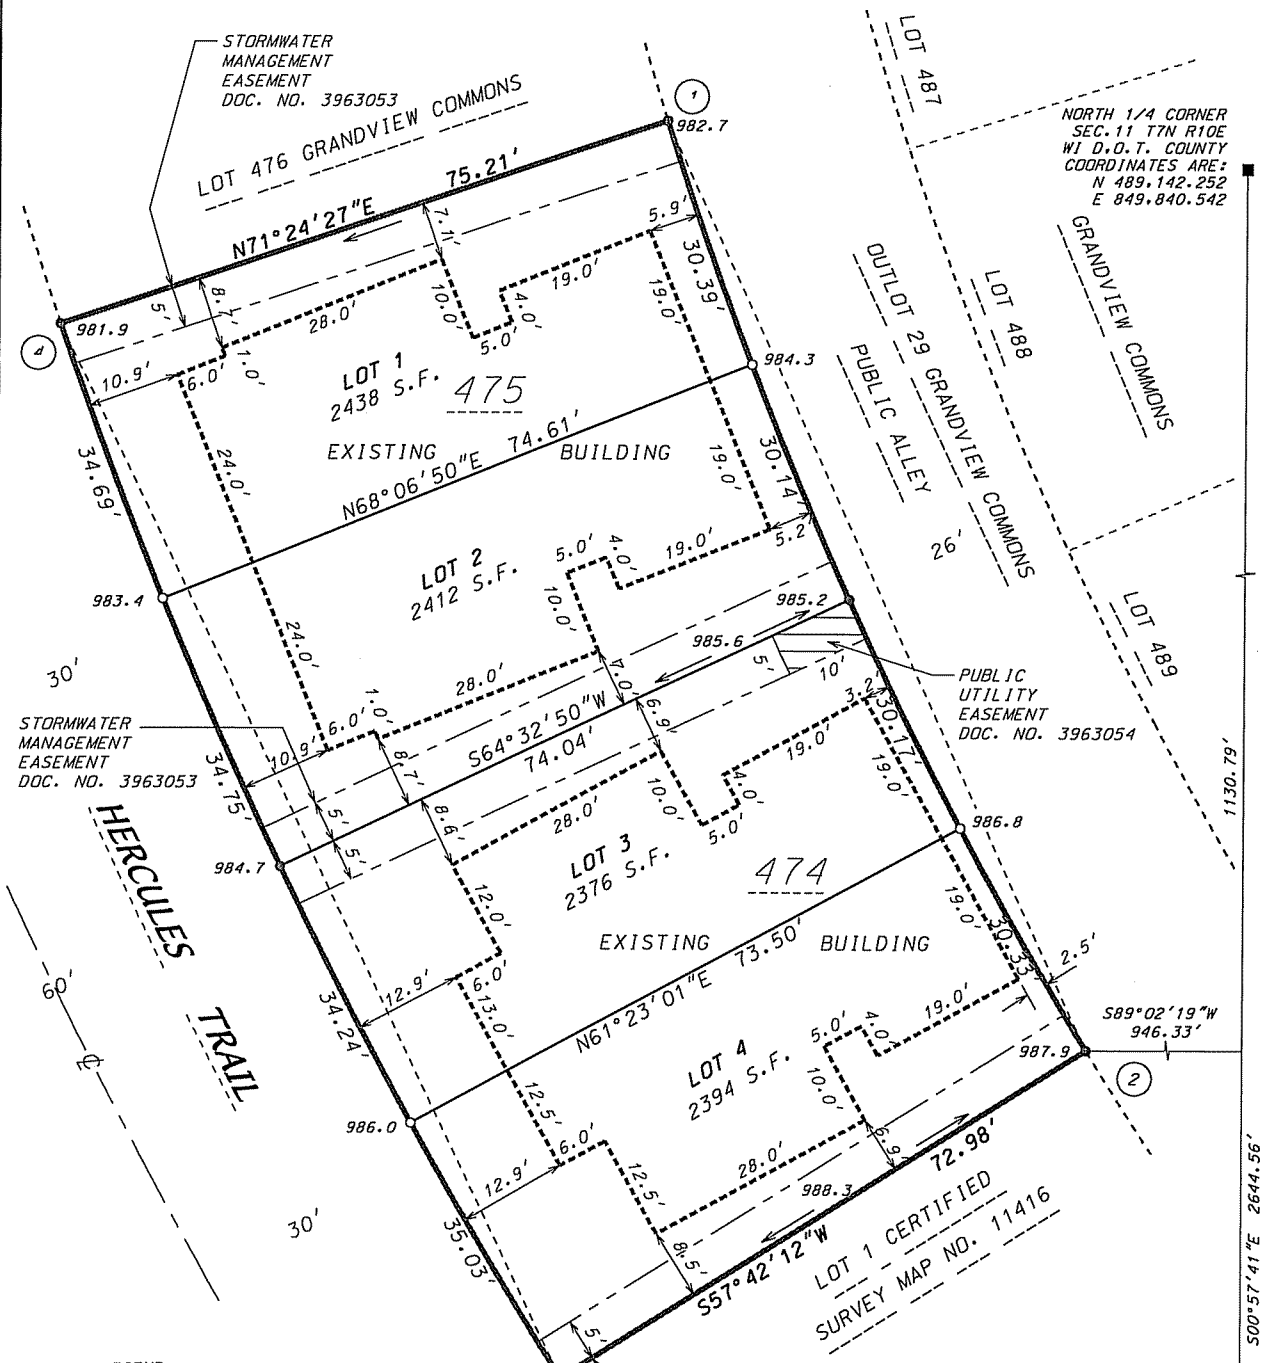 STORMWATER
MANAGEMENT
EASEMENT
DOC. NO. 3963053
LOT 476 GRANDVIEW COMMONS
1
982.7
LOT 487
NORTH 1/4 CORNER
SEC.11 T7N R10E
WI D.O.T. COUNTY
COORDINATES ARE:
N 489,142.252
E 849,840.542
N71°24'27"E
75.21'
7.1'
5.9'
30.39'
5'
8.7'
28.0'
10.0'
4.0'
5.0'
19.0'
19.0'
981.9
4
10.9'
6.0'
1.0'
LOT 1
2438 S.F.
475
984.3
OUTLOT 29 GRANDVIEW COMMONS
PUBLIC ALLEY
26'
LOT 488
GRANDVIEW COMMONS
34.69'
24.0'
EXISTING BUILDING
N68°06'50"E
74.61'
19.0'
30.14'
983.4
LOT 2
2412 S.F.
5.0'
4.0'
19.0'
5.2'
10.0'
985.2
985.6
LOT 489
30'
24.0'
28.0'
7.0'
5'
10'
PUBLIC
UTILITY
EASEMENT
DOC. NO. 3963054
STORMWATER
MANAGEMENT
EASEMENT
DOC. NO. 3963053
10.9'
6.0'
1.0'
8.7'
S64°32'50"W
74.04'
6.9'
3.2'
30.17'
34.75'
5'
5'
8.6'
28.0'
10.0'
4.0'
5.0'
19.0'
19.0'
986.8
1130.79'
984.7
HERCULES
TRAIL
60'
℄
LOT 3
2376 S.F.
474
12.0'
6.0'
12.9'
13.0'
34.24'
EXISTING BUILDING
N61°23'01"E
73.50'
19.0'
30.33'
2.5'
S89°02'19"W
946.33'
986.0
LOT 4
2394 S.F.
5.0'
4.0'
19.0'
10.0'
987.9
2
12.5'
6.0'
12.9'
12.5'
28.0'
6.9'
30'
35.03'
8.5'
988.3
72.98'
S57°42'12"W
5'
LOT 1 CERTIFIED
SURVEY MAP NO. 11416
S00°57'41"E 2644.56'